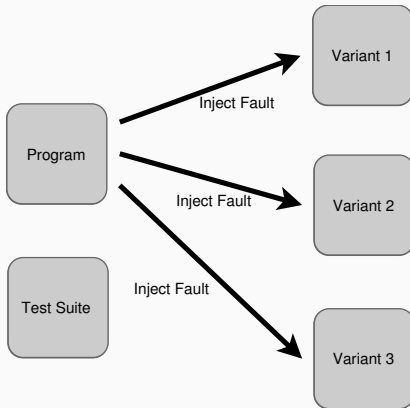 Variant 1
Inject Fault
Program
Inject Fault
Variant 2
Inject Fault
Test Suite
Variant 3